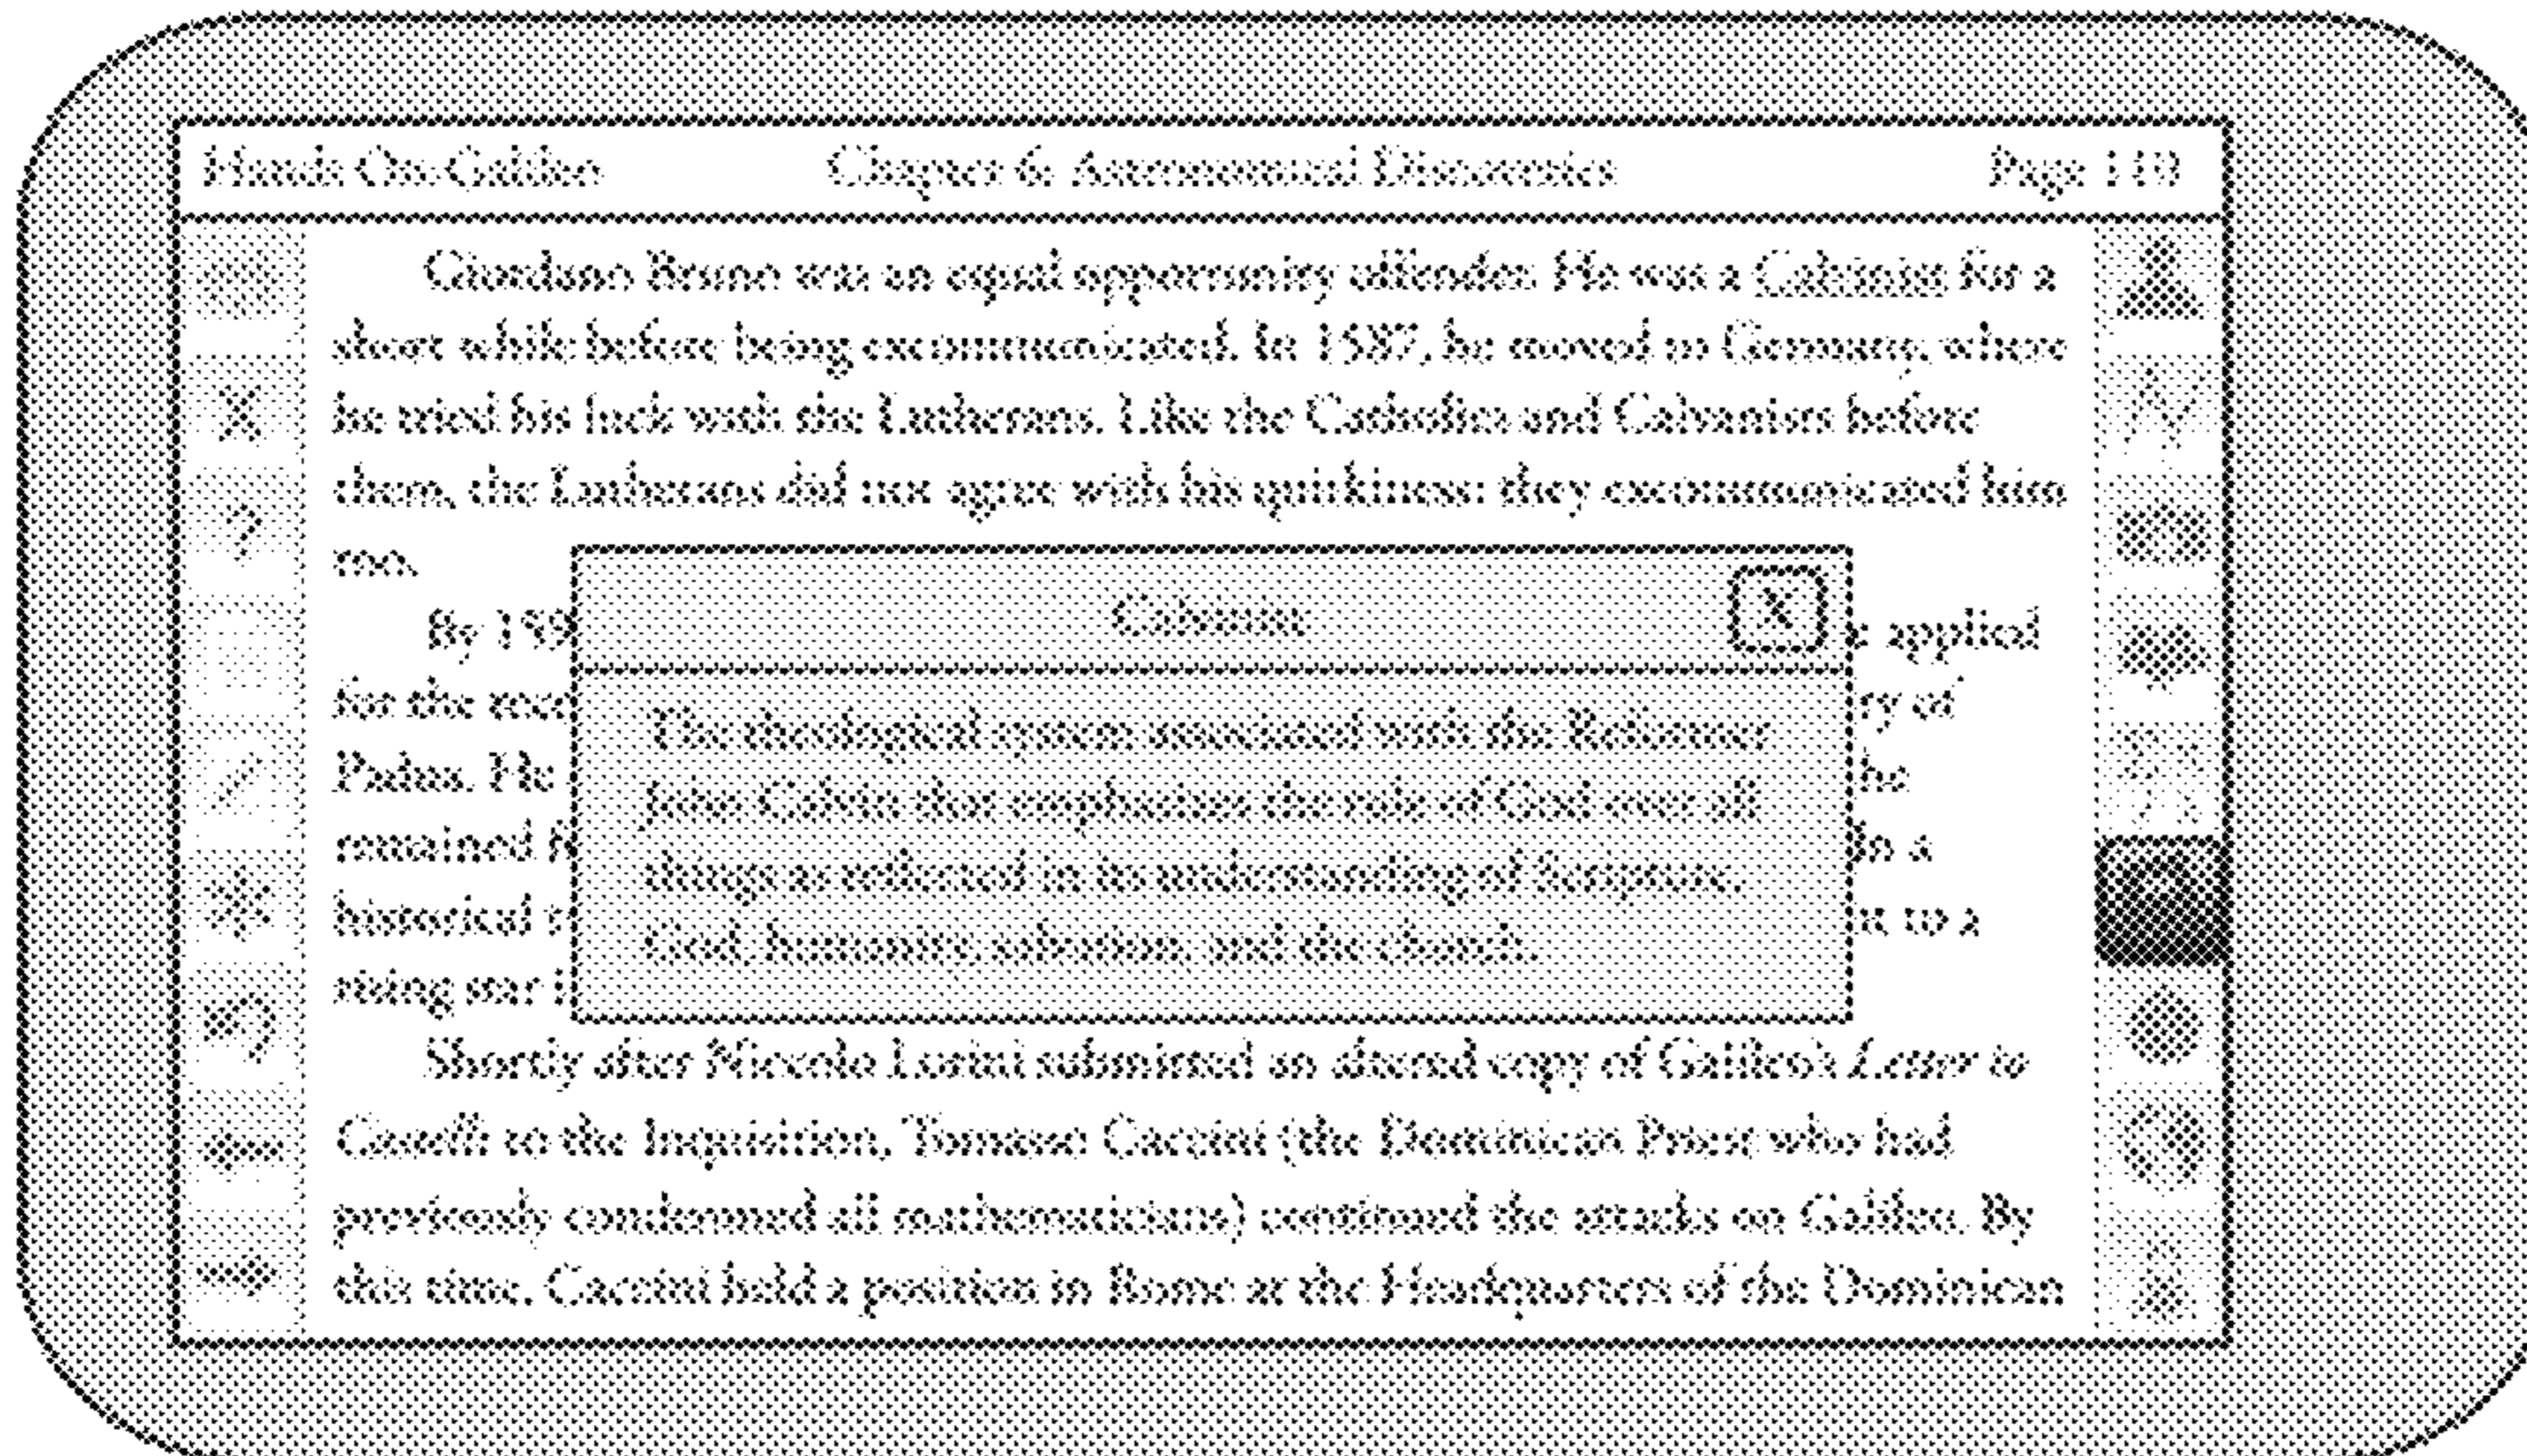 Hands-On-Galileo Chapter 6: Astronomical Discoveries Page 110
Giordano Bruno was an equal opportunity offender. He was a Calvinist for a
short while before being excommunicated. In 1587, he moved to Germany, where
he tried his luck with the Lutherans. Like the Catholics and Calvanists before
them, the Lutherans did not agree with his quirkiness: they excommunicated him
too.
Calvinist X
By 159 applied
for the ry of
The theological system associated with the Reformer
Padua. He he
John Calvin that emphasizes the rule of God over all
remained In a
things as reflected in its understanding of Scripture,
historical nt to a
God, humanity, salvation, and the church.
rising star i
Shortly after Niccolo Lorini submitted an altered copy of Galileo's Letter to
Castelli to the Inquisition, Tomasso Caccini (the Dominican Priest who had
previously condemned all mathematicians) continued the attacks on Galileo. By
this time, Caccini held a position in Rome at the Headquarters of the Dominican